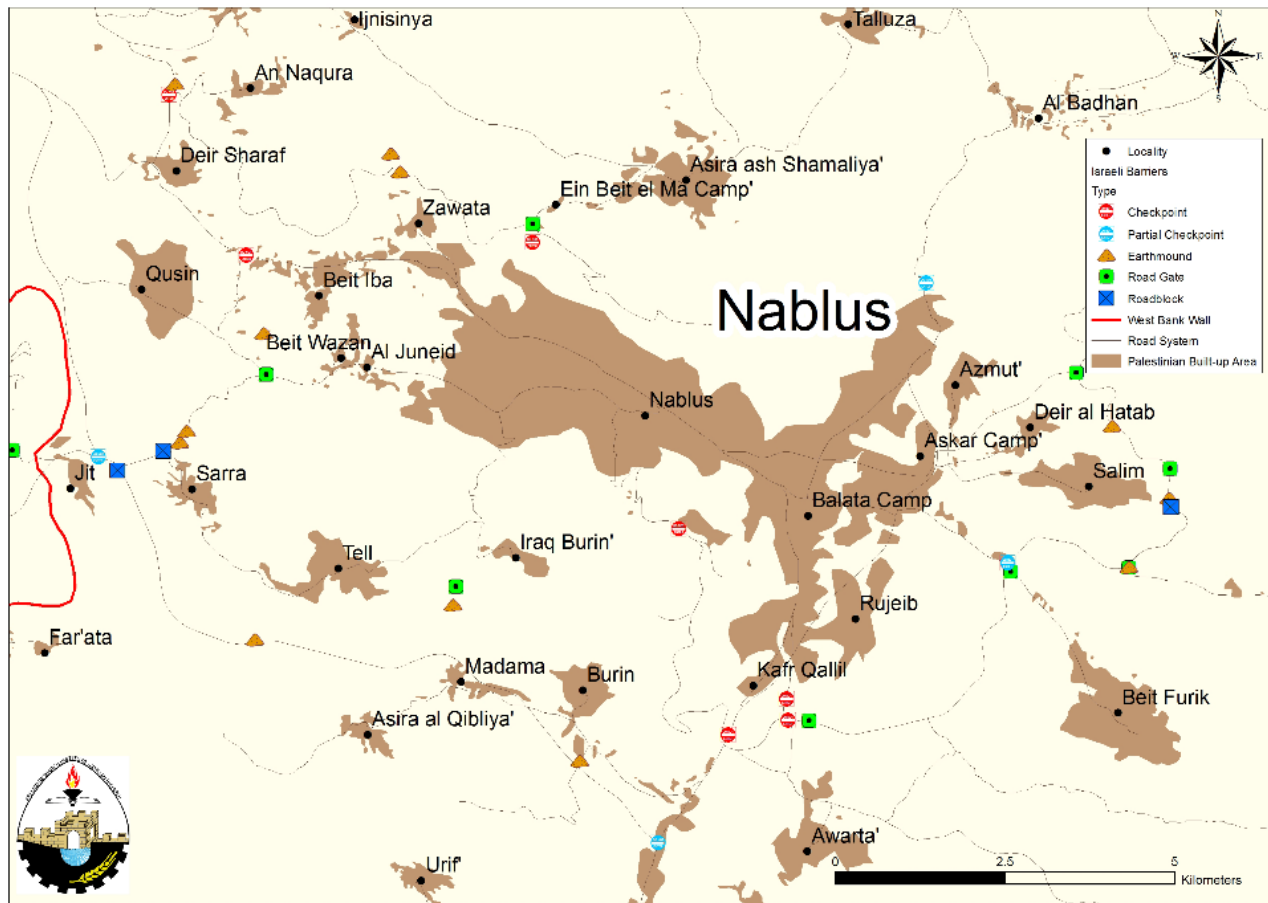 Ijnisinya
Talluza
N
W
E
S
An Naqura
Al Badhan
Deir Sharaf
Asira ash Shamaliya'
Ein Beit el Ma Camp'
Zawata
Locality
Israeli Barriers
Type
Checkpoint
Partial Checkpoint
Earthmound
Road Gate
Roadblock
West Bank Wall
Road System
Palestinian Built-up Area
Qusin
Beit Iba
Nablus
Beit Wazan
Al Juneid
Azmut'
Nablus
Deir al Hatab
Askar Camp'
Salim
Jit
Sarra
Balata Camp
Tell
Iraq Burin'
Rujeib
Far'ata
Madama
Burin
Kafr Qallil
Beit Furik
Asira al Qibliya'
Awarta'
Urif'
0
2.5
5
Kilometers